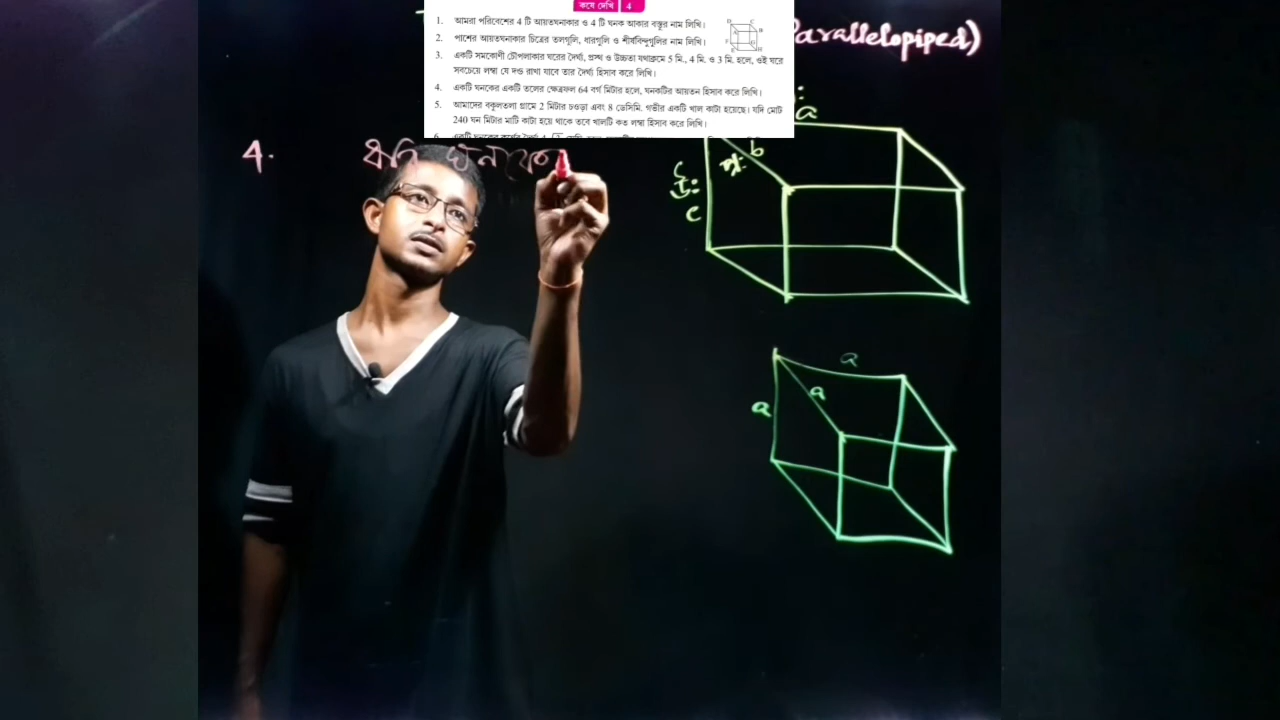 কষে দেখি 4
1. আমরা পরিবেশের 4 টি আয়তঘনাকার ও 4 টি ঘনক আকার বস্তুর নাম লিখি।
2. পাশের আয়তঘনাকার চিত্রের তলগুলি, ধারগুলি ও শীর্ষবিন্দুগুলির নাম লিখি।
D C
A B
F G
E H
3. একটি সমকোণী চৌপলাকার ঘরের দৈর্ঘ্য, প্রস্থ ও উচ্চতা যথাক্রমে 5 মি., 4 মি. ও 3 মি. হলে, ওই ঘরে
সবচেয়ে লম্বা যে দণ্ড রাখা যাবে তার দৈর্ঘ্য হিসাব করে লিখি।
4. একটি ঘনকের একটি তলের ক্ষেত্রফল 64 বর্গ মিটার হলে, ঘনকটির আয়তন হিসাব করে লিখি।
5. আমাদের বকুলতলা গ্রামে 2 মিটার চওড়া এবং 8 ডেসিমি. গভীর একটি খাল কাটা হয়েছে। যদি মোট
240 ঘন মিটার মাটি কাটা হয়ে থাকে তবে খালটি কত লম্বা হিসাব করে লিখি।
Parallelopiped)
a
4. ধরি ঘনকে
b
প্র:
উ:
c
a
a
a